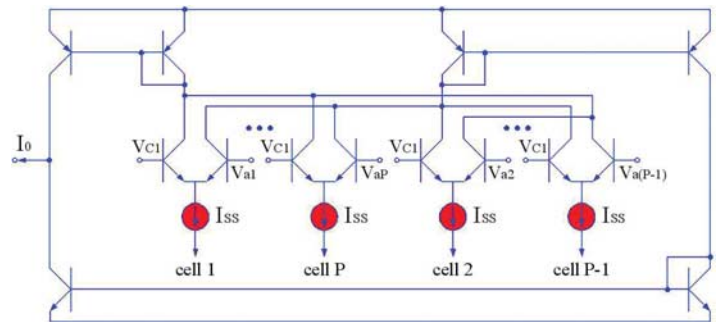 I0
VC1
Va1
VC1
VaP
VC1
Va2
VC1
Va(P-1)
ISS
ISS
ISS
ISS
cell 1
cell P
cell 2
cell P-1